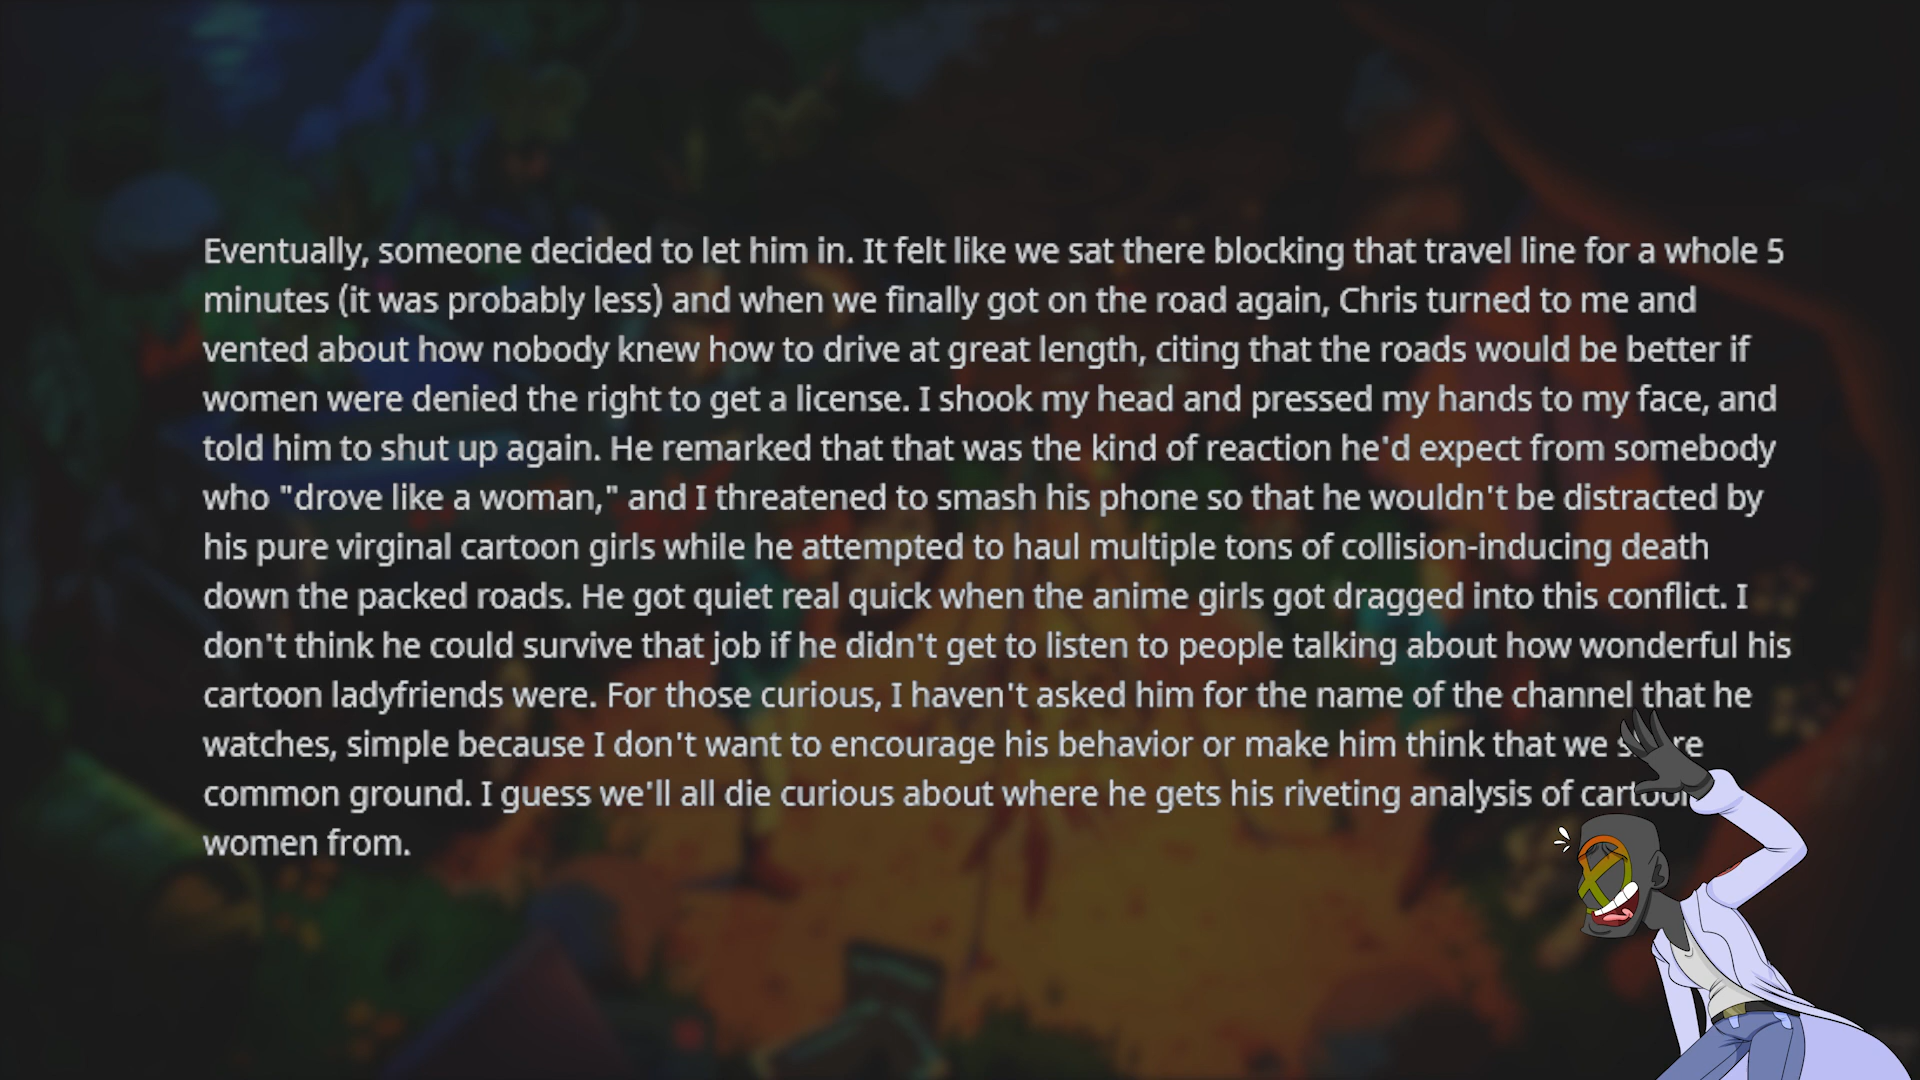 Eventually, someone decided to let him in. It felt like we sat there blocking that travel line for a whole 5
minutes (it was probably less) and when we finally got on the road again, Chris turned to me and
vented about how nobody knew how to drive at great length, citing that the roads would be better if
women were denied the right to get a license. I shook my head and pressed my hands to my face, and
told him to shut up again. He remarked that that was the kind of reaction he'd expect from somebody
who "drove like a woman," and I threatened to smash his phone so that he wouldn't be distracted by
his pure virginal cartoon girls while he attempted to haul multiple tons of collision-inducing death
down the packed roads. He got quiet real quick when the anime girls got dragged into this conflict. I
don't think he could survive that job if he didn't get to listen to people talking about how wonderful his
cartoon ladyfriends were. For those curious, I haven't asked him for the name of the channel that he
watches, simple because I don't want to encourage his behavior or make him think that we share
common ground. I guess we'll all die curious about where he gets his riveting analysis of cartoon
women from.